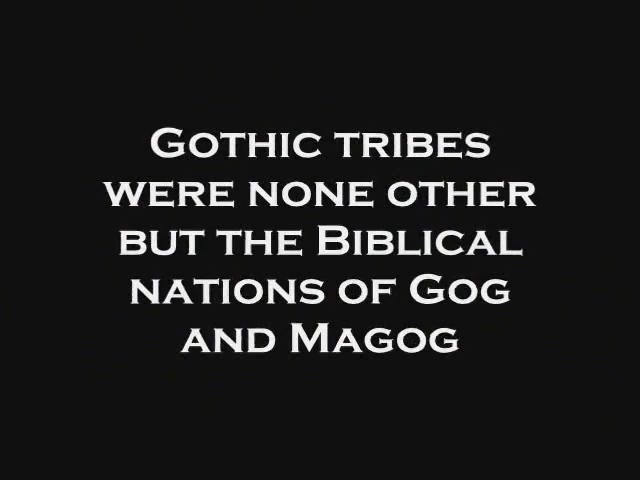 Gothic tribes
were none other
but the Biblical
nations of Gog
and Magog